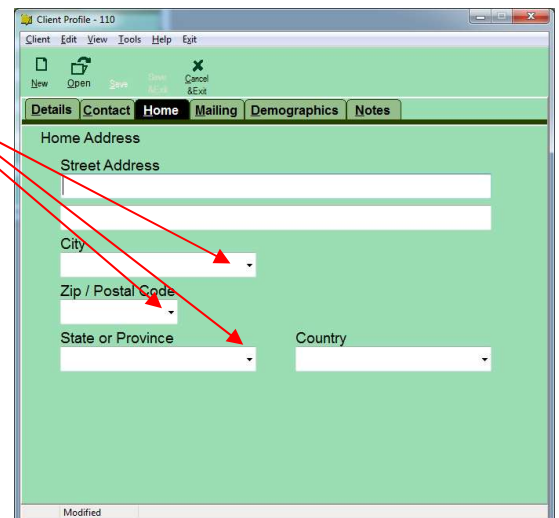 Client Profile - 110
Client Edit View Tools Help Exit
New Open Save Save &Exit Cancel &Exit
Details Contact Home Mailing Demographics Notes
Home Address
Street Address
City
Zip / Postal Code
State or Province Country
Modified